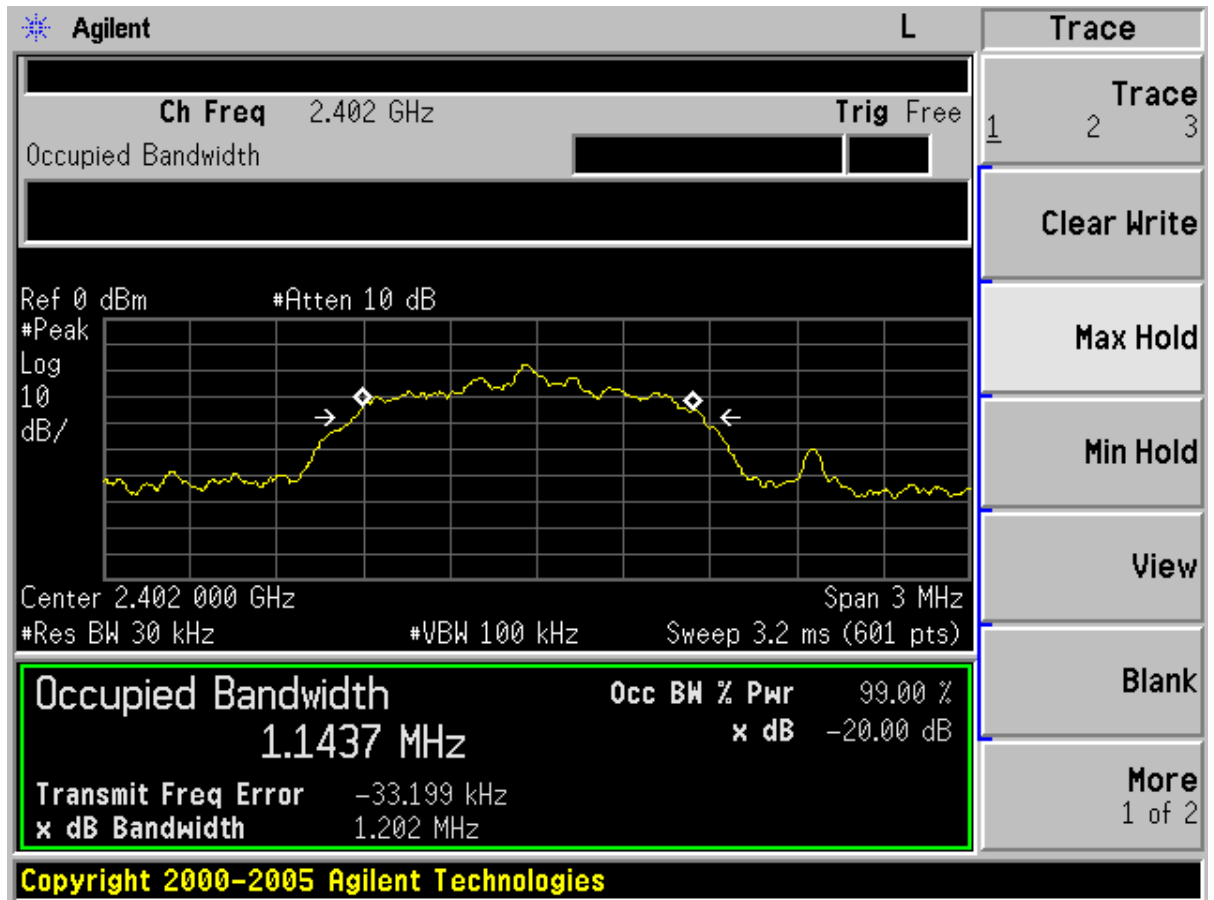 Agilent L
Trace
Ch Freq 2.402 GHz Trig Free
Occupied Bandwidth
Trace
1 2 3
Clear Write
Max Hold
Min Hold
View
Blank
More
1 of 2
Ref 0 dBm #Atten 10 dB
#Peak
Log
10
dB/
Center 2.402 000 GHz Span 3 MHz
#Res BW 30 kHz #VBW 100 kHz Sweep 3.2 ms (601 pts)
Occupied Bandwidth
1.1437 MHz
Occ BW % Pwr 99.00 %
x dB -20.00 dB
Transmit Freq Error -33.199 kHz
x dB Bandwidth 1.202 MHz
Copyright 2000-2005 Agilent Technologies